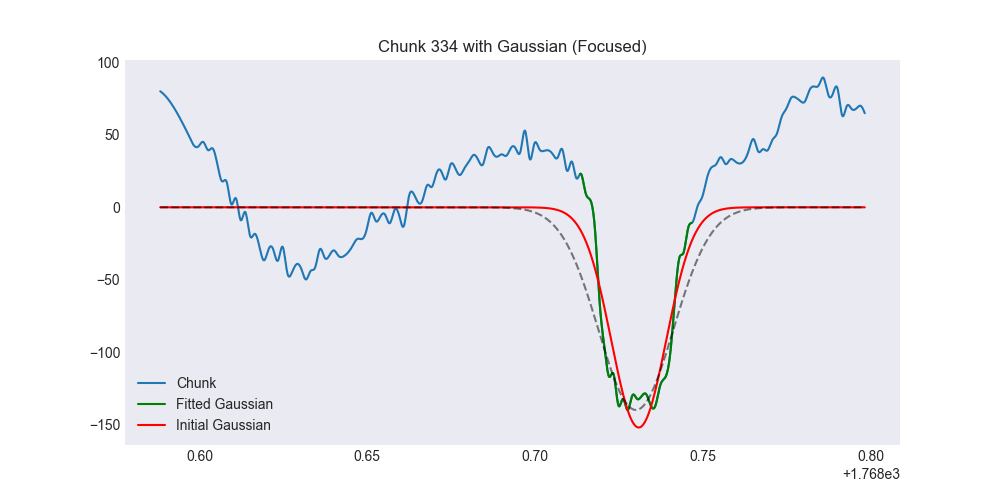 Chunk 334 with Gaussian (Focused)
100
50
0
−50
−100
−150
Chunk
Fitted Gaussian
Initial Gaussian
0.60 0.65 0.70 0.75 0.80
+1.768e3